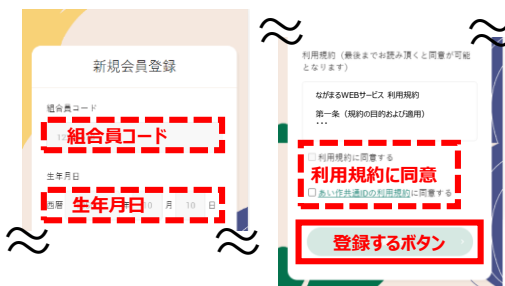 新規会員登録
組合員コード
12
組合員コード
生年月日
西暦 生年月日 10 月 10 日
利用規約（最後までお読み頂くと同意が可能
となります）
ながまるWEBサービス 利用規約
第一条（規約の目的および適用）
・・・
利用規約に同意する
利用規約に同意
あい作共通IDの利用規約に同意する
登録するボタン